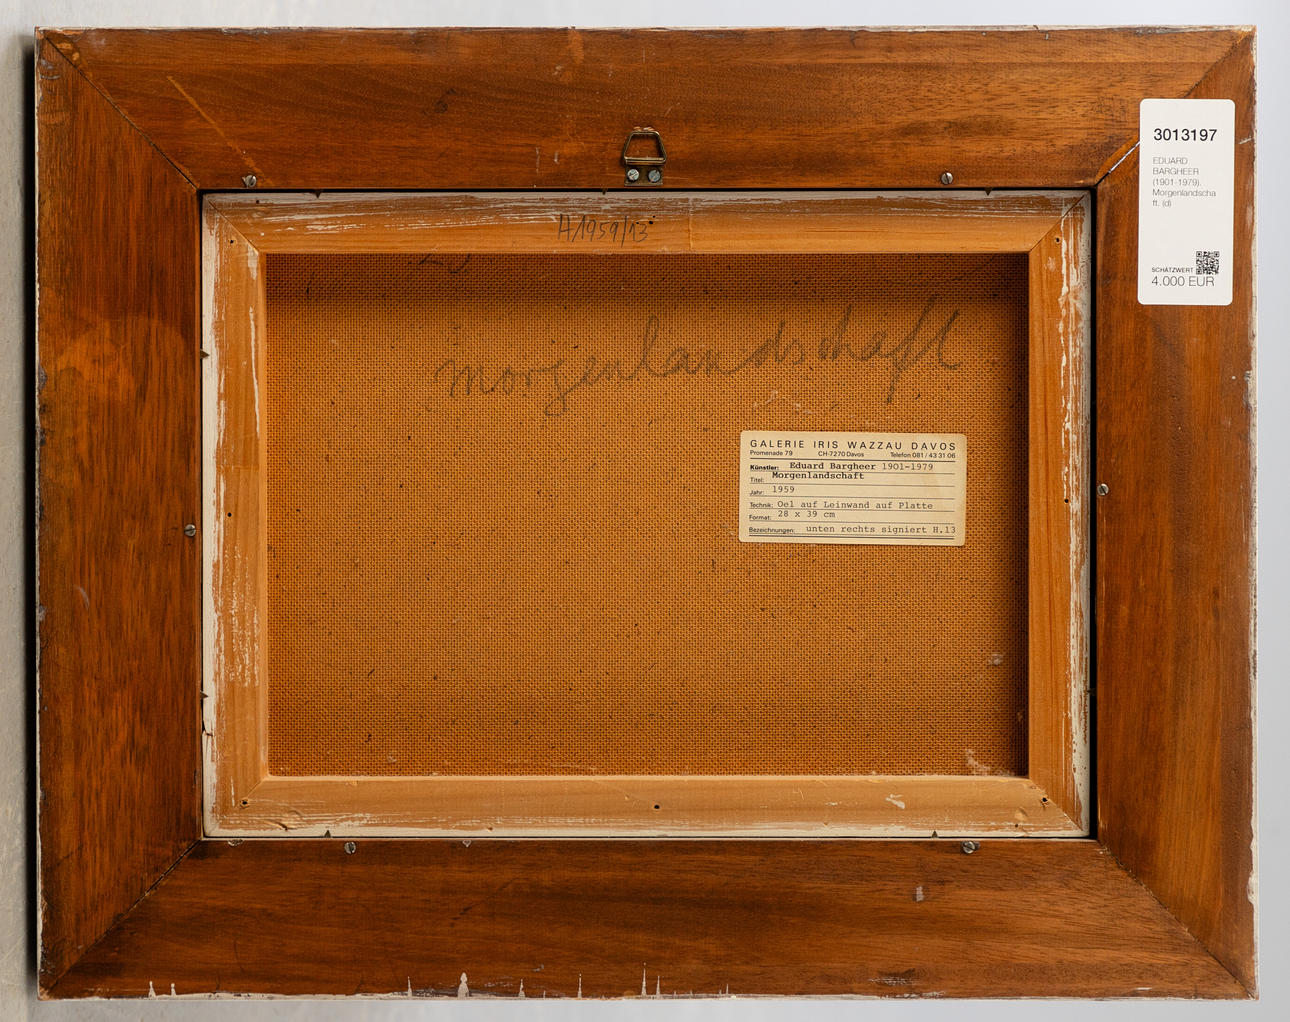 3013197
EDUARD
BARGHEER
(1901-1979).
Morgenlandscha
ft. (d)
SCHÄTZWERT
4.000 EUR
H/1959/13
Morgenlandschaft
GALERIE IRIS WAZZAU DAVOS
Promenade 79 CH-7270 Davos Telefon 081 / 43 31 06
Künstler: Eduard Bargheer 1901-1979
Titel: Morgenlandschaft
Jahr: 1959
Technik: Oel auf Leinwand auf Platte
Format: 28 x 39 cm
Bezeichnungen: unten rechts signiert H.13